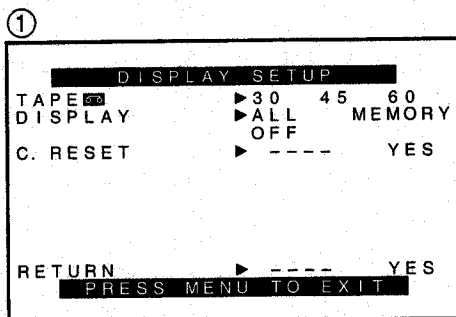 ①
DISPLAY SETUP
TAPE ▶30 45 60
DISPLAY ▶ALL MEMORY
OFF
C. RESET ▶ ---- YES
RETURN ▶ ---- YES
PRESS MENU TO EXIT